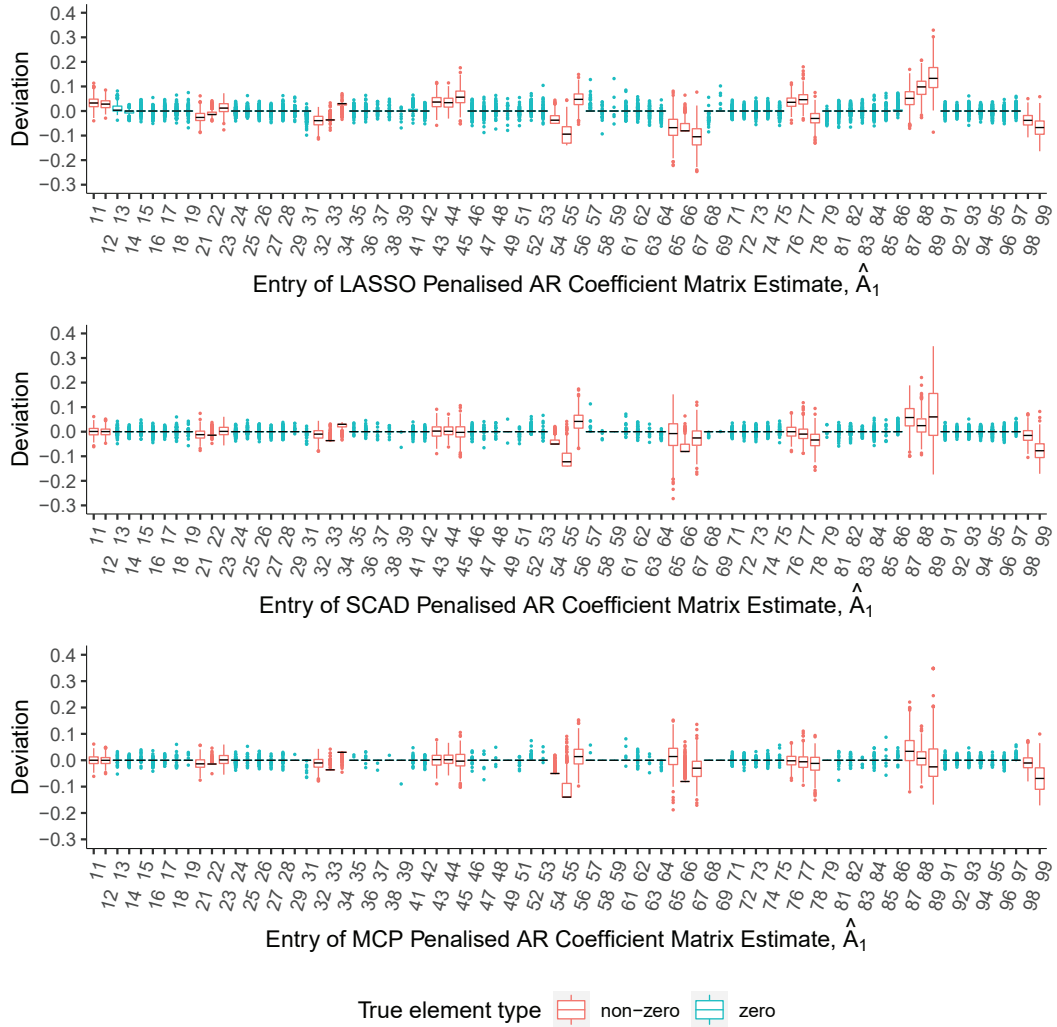 0.4
0.3
0.2
0.1
0.0
−0.1
−0.2
−0.3
Deviation
11 12 13 14 15 16 17 18 19 21 22 23 24 25 26 27 28 29 31 32 33 34 35 36 37 38 39 41 42 43 44 45 46 47 48 49 51 52 53 54 55 56 57 58 59 61 62 63 64 65 66 67 68 69 71 72 73 74 75 76 77 78 79 81 82 83 84 85 86 87 88 89 91 92 93 94 95 96 97 98 99
Entry of LASSO Penalised AR Coefficient Matrix Estimate, Â₁
0.4
0.3
0.2
0.1
0.0
−0.1
−0.2
−0.3
Deviation
11 12 13 14 15 16 17 18 19 21 22 23 24 25 26 27 28 29 31 32 33 34 35 36 37 38 39 41 42 43 44 45 46 47 48 49 51 52 53 54 55 56 57 58 59 61 62 63 64 65 66 67 68 69 71 72 73 74 75 76 77 78 79 81 82 83 84 85 86 87 88 89 91 92 93 94 95 96 97 98 99
Entry of SCAD Penalised AR Coefficient Matrix Estimate, Â₁
0.4
0.3
0.2
0.1
0.0
−0.1
−0.2
−0.3
Deviation
11 12 13 14 15 16 17 18 19 21 22 23 24 25 26 27 28 29 31 32 33 34 35 36 37 38 39 41 42 43 44 45 46 47 48 49 51 52 53 54 55 56 57 58 59 61 62 63 64 65 66 67 68 69 71 72 73 74 75 76 77 78 79 81 82 83 84 85 86 87 88 89 91 92 93 94 95 96 97 98 99
Entry of MCP Penalised AR Coefficient Matrix Estimate, Â₁
True element type non−zero zero